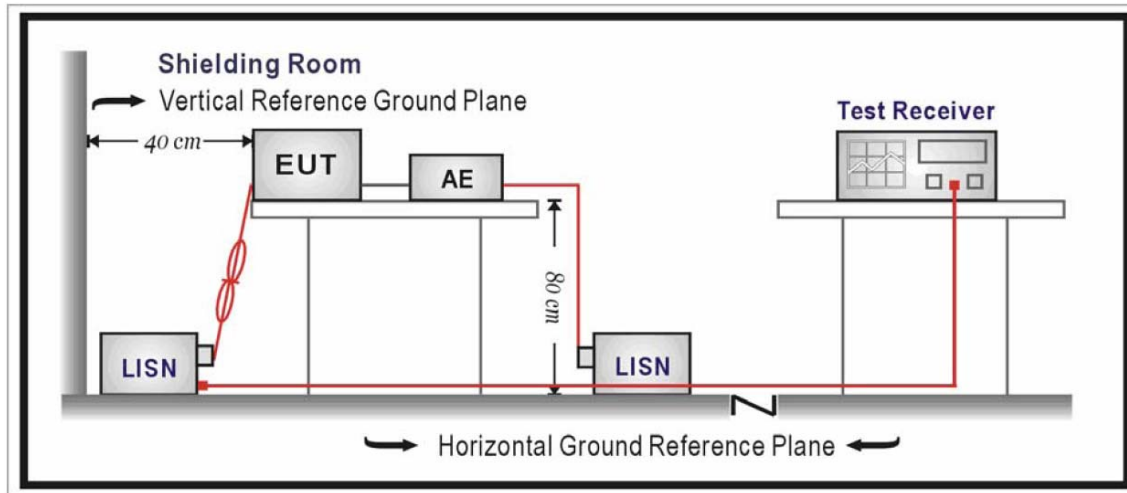 Shielding Room
Vertical Reference Ground Plane
40 cm
Test Receiver
EUT
AE
80 cm
LISN
LISN
Horizontal Ground Reference Plane